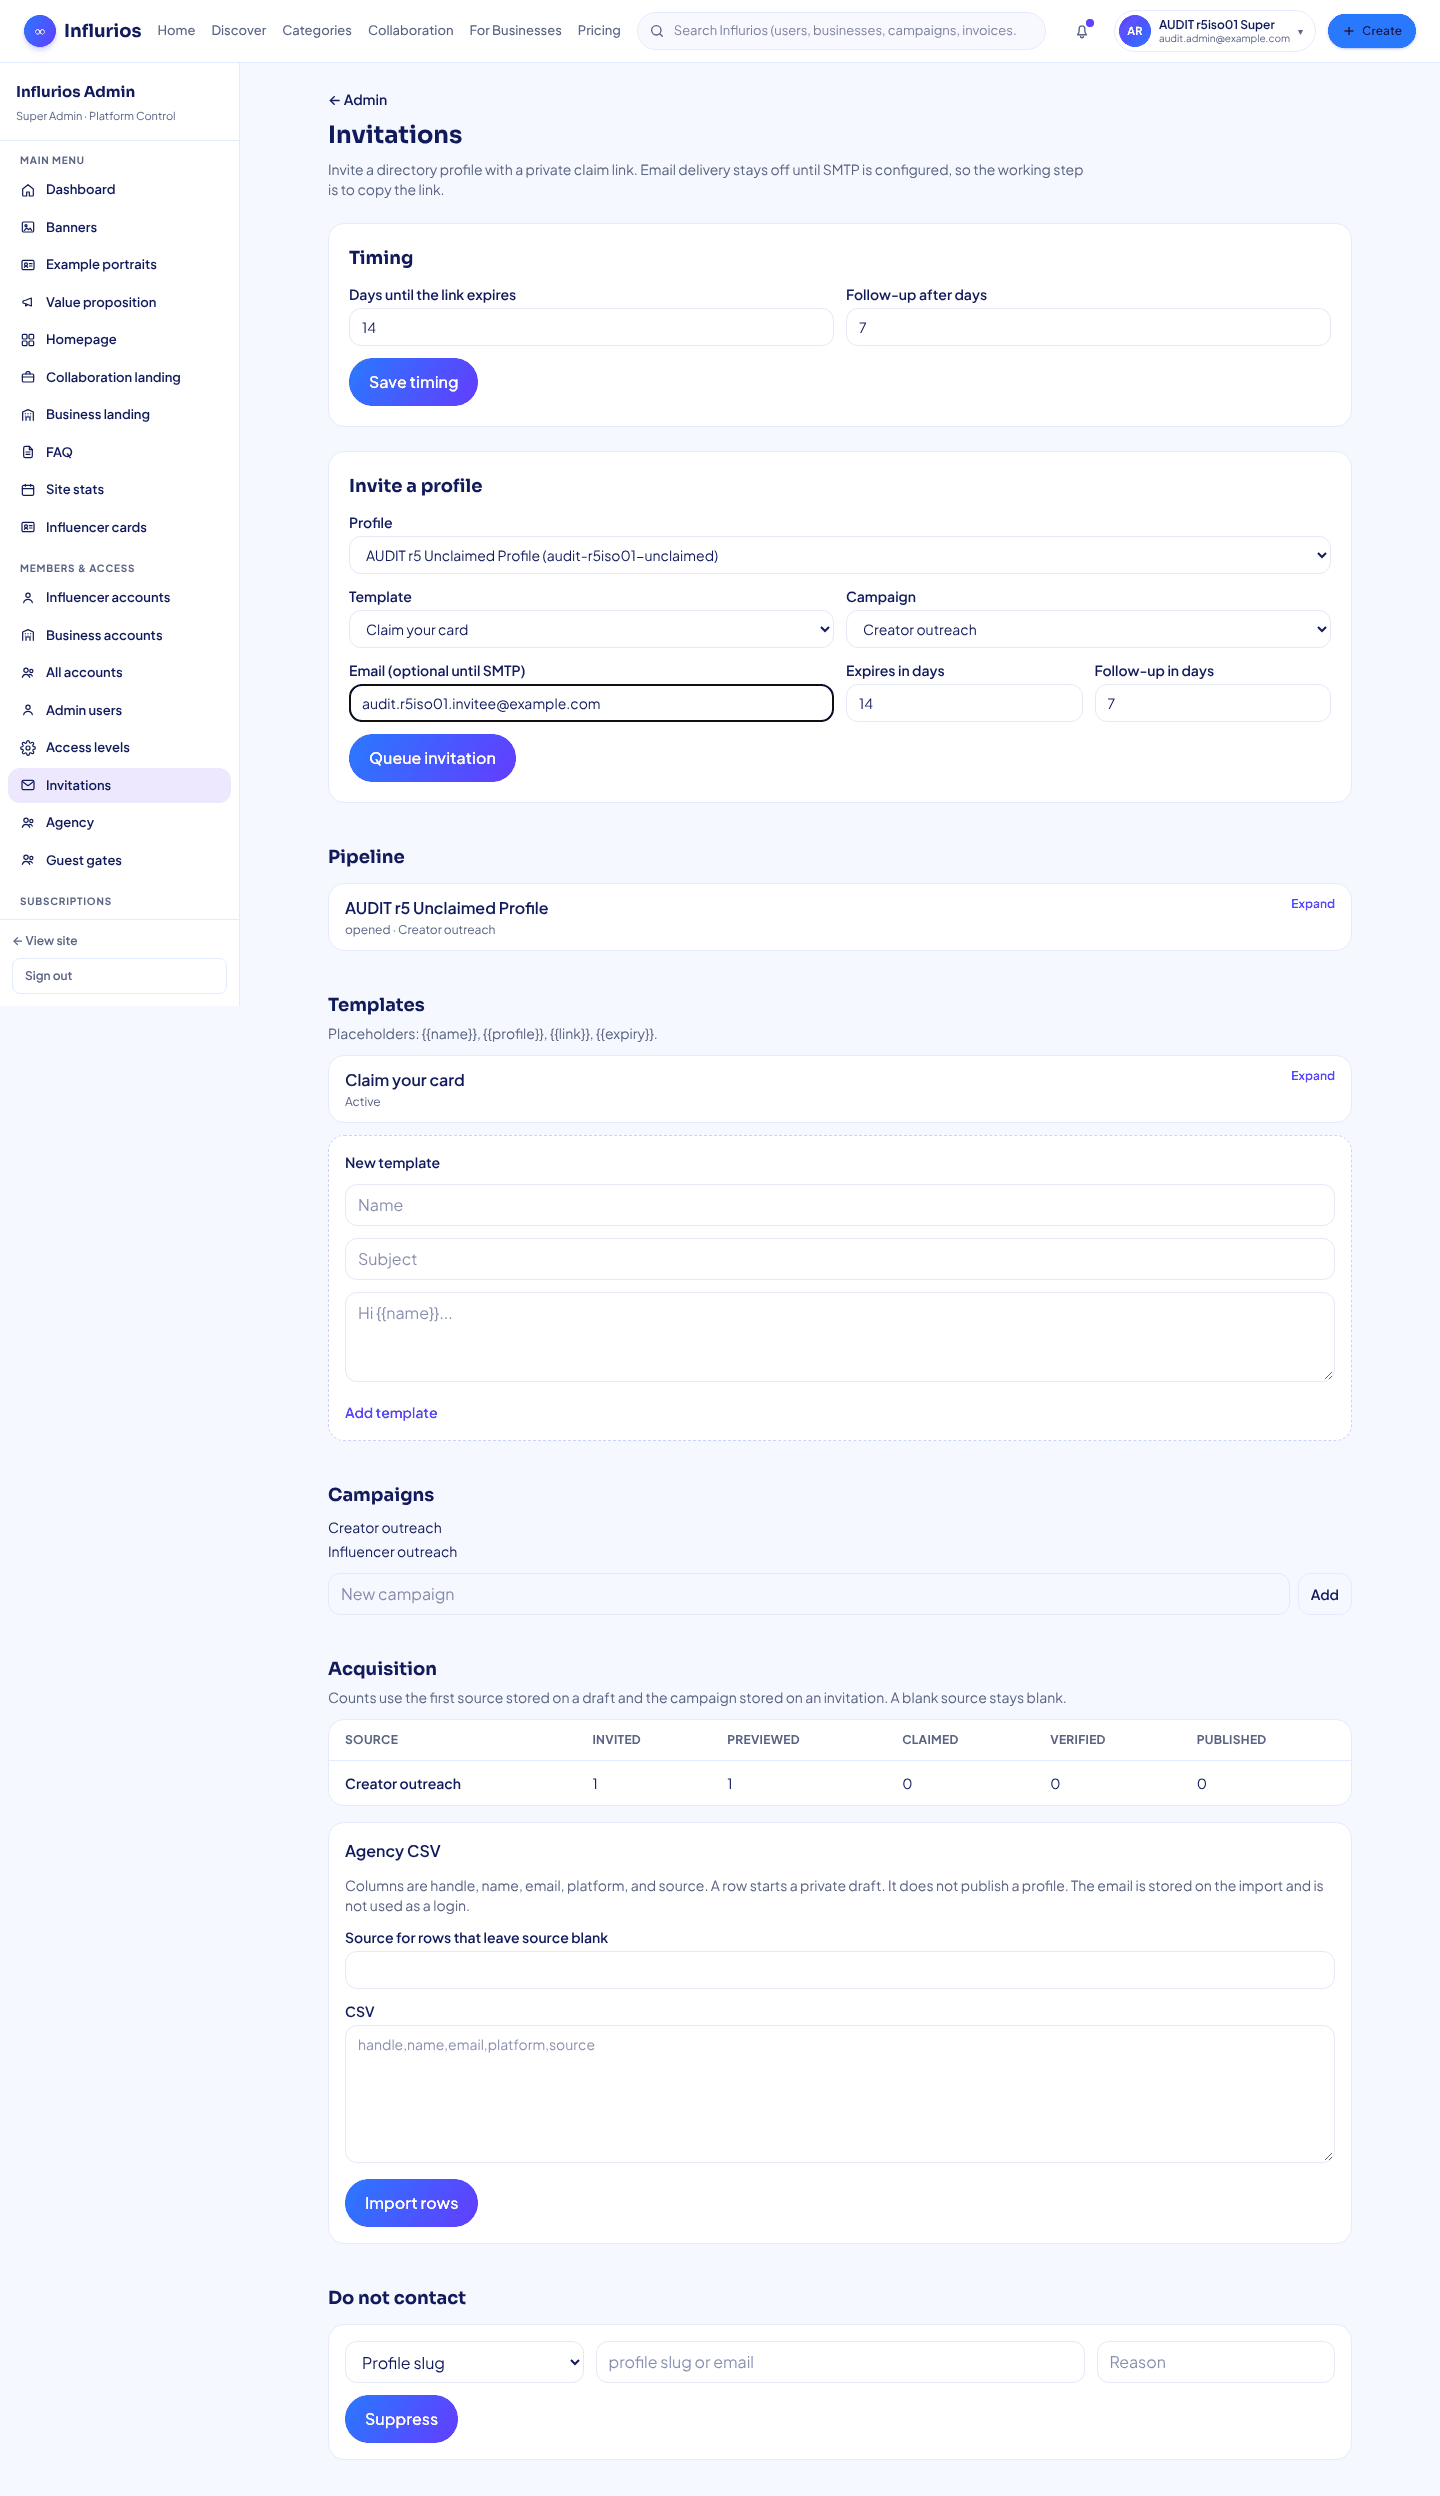 ∞ Influrios Home Discover Categories Collaboration For Businesses Pricing Search Influrios (users, businesses, campaigns, invoices. AR AUDIT r5iso01 Super ▾ + Create
audit.admin@example.com
Influrios Admin
Super Admin · Platform Control
MAIN MENU
Dashboard
Banners
Example portraits
Value proposition
Homepage
Collaboration landing
Business landing
FAQ
Site stats
Influencer cards
MEMBERS & ACCESS
Influencer accounts
Business accounts
All accounts
Admin users
Access levels
Invitations
Agency
Guest gates
SUBSCRIPTIONS
← View site
Sign out
← Admin
Invitations
Invite a directory profile with a private claim link. Email delivery stays off until SMTP is configured, so the working step
is to copy the link.
Timing
Days until the link expires Follow-up after days
14 7
Save timing
Invite a profile
Profile
AUDIT r5 Unclaimed Profile (audit-r5iso01-unclaimed)
Template Campaign
Claim your card Creator outreach
Email (optional until SMTP) Expires in days Follow-up in days
audit.r5iso01.invitee@example.com 14 7
Queue invitation
Pipeline
AUDIT r5 Unclaimed Profile Expand
opened · Creator outreach
Templates
Placeholders: {{name}}, {{profile}}, {{link}}, {{expiry}}.
Claim your card Expand
Active
New template
Name
Subject
Hi {{name}}...
Add template
Campaigns
Creator outreach
Influencer outreach
New campaign Add
Acquisition
Counts use the first source stored on a draft and the campaign stored on an invitation. A blank source stays blank.
SOURCE INVITED PREVIEWED CLAIMED VERIFIED PUBLISHED
Creator outreach 1 1 0 0 0
Agency CSV
Columns are handle, name, email, platform, and source. A row starts a private draft. It does not publish a profile. The email is stored on the import and is
not used as a login.
Source for rows that leave source blank
CSV
handle,name,email,platform,source
Import rows
Do not contact
Profile slug profile slug or email Reason
Suppress